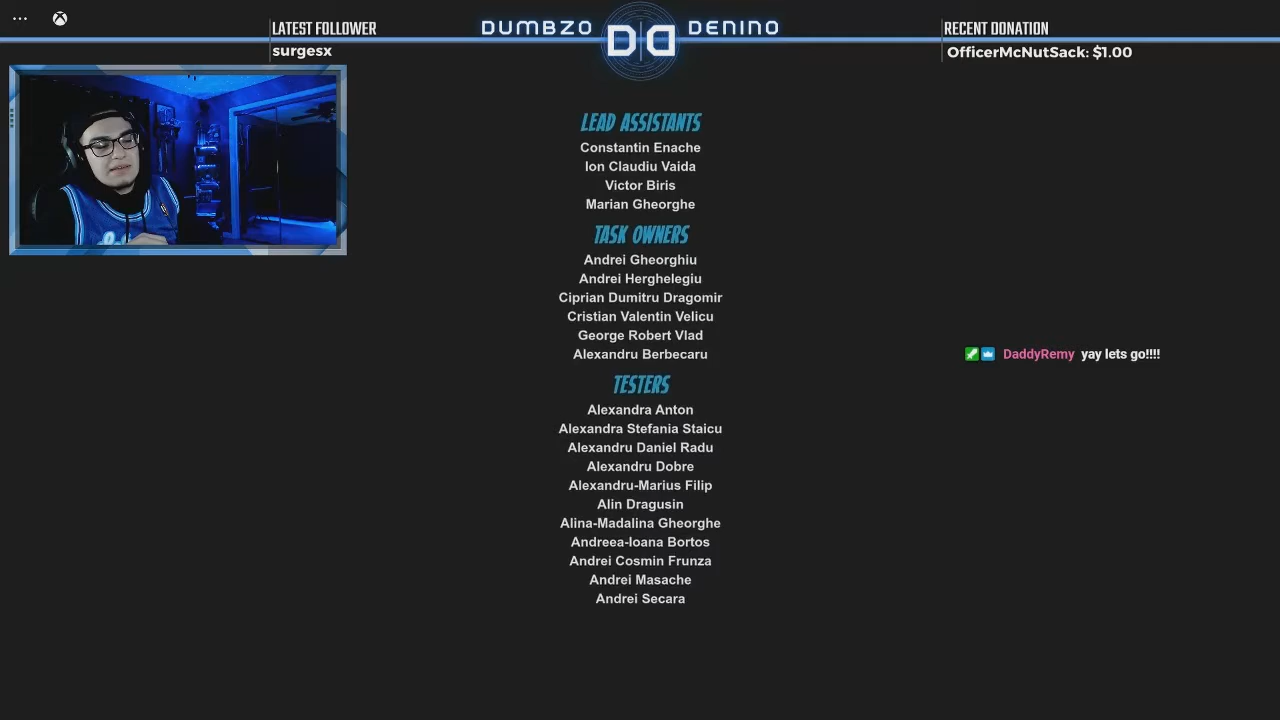 LATEST FOLLOWER
surgesx
DUMBZO DENINO
DD
RECENT DONATION
OfficerMcNutSack: $1.00
LEAD ASSISTANTS
Constantin Enache
Ion Claudiu Vaida
Victor Biris
Marian Gheorghe
TASK OWNERS
Andrei Gheorghiu
Andrei Herghelegiu
Ciprian Dumitru Dragomir
Cristian Valentin Velicu
George Robert Vlad
Alexandru Berbecaru
DaddyRemy yay lets go!!!!
TESTERS
Alexandra Anton
Alexandra Stefania Staicu
Alexandru Daniel Radu
Alexandru Dobre
Alexandru-Marius Filip
Alin Dragusin
Alina-Madalina Gheorghe
Andreea-Ioana Bortos
Andrei Cosmin Frunza
Andrei Masache
Andrei Secara